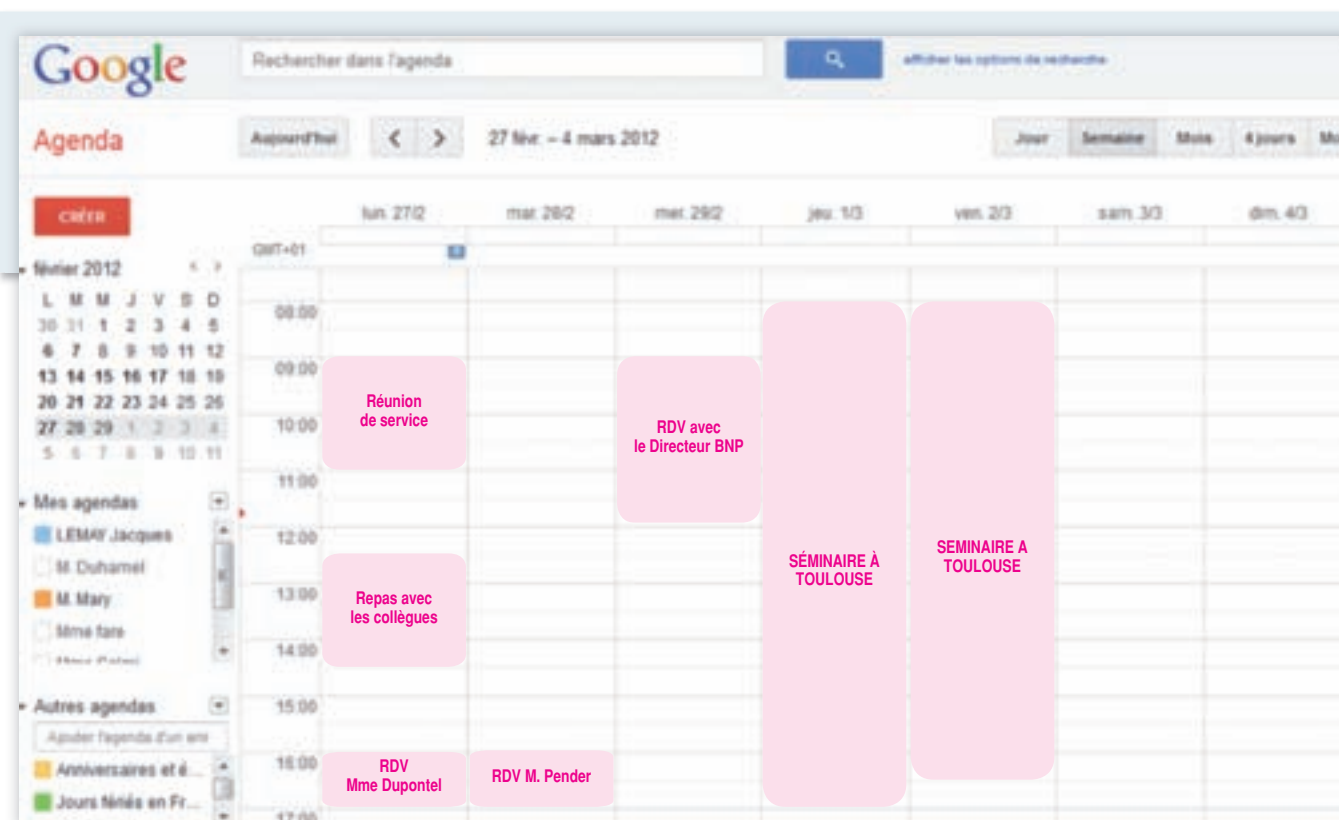 Google
Rechercher dans l'agenda
afficher les options de recherche
Agenda
Aujourd'hui
27 févr. – 4 mars 2012
Jour Semaine Mois 4 jours
CRÉER
lun. 27/2 mar. 28/2 mer. 29/2 jeu. 1/3 ven. 2/3 sam. 3/3 dim. 4/3
GMT+01
février 2012
L M M J V S D
30 31 1 2 3 4 5
6 7 8 9 10 11 12
13 14 15 16 17 18 19
20 21 22 23 24 25 26
27 28 29 1 2 3 4
5 6 7 8 9 10 11
Mes agendas
LEMAY Jacques
M. Duhamel
M. Mary
Mme fare
Autres agendas
Ajouter l'agenda d'un ami
Anniversaires et é...
Jours fériés en Fr...
08:00
09:00
10:00
11:00
12:00
13:00
14:00
15:00
16:00
17:00
Réunion
de service
Repas avec
les collègues
RDV
Mme Dupontel
RDV M. Pender
RDV avec
le Directeur BNP
SÉMINAIRE À
TOULOUSE
SEMINAIRE A
TOULOUSE